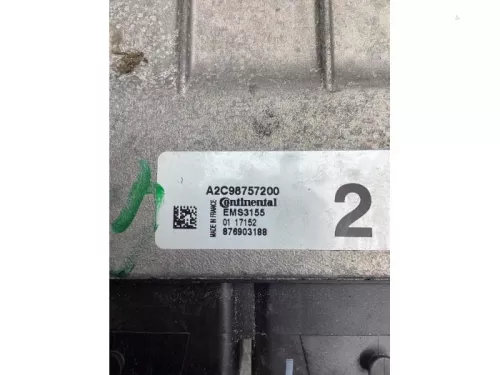 A2C98757200
Continental
EMS3155
01 17152
876903188
MADE IN FRANCE
2